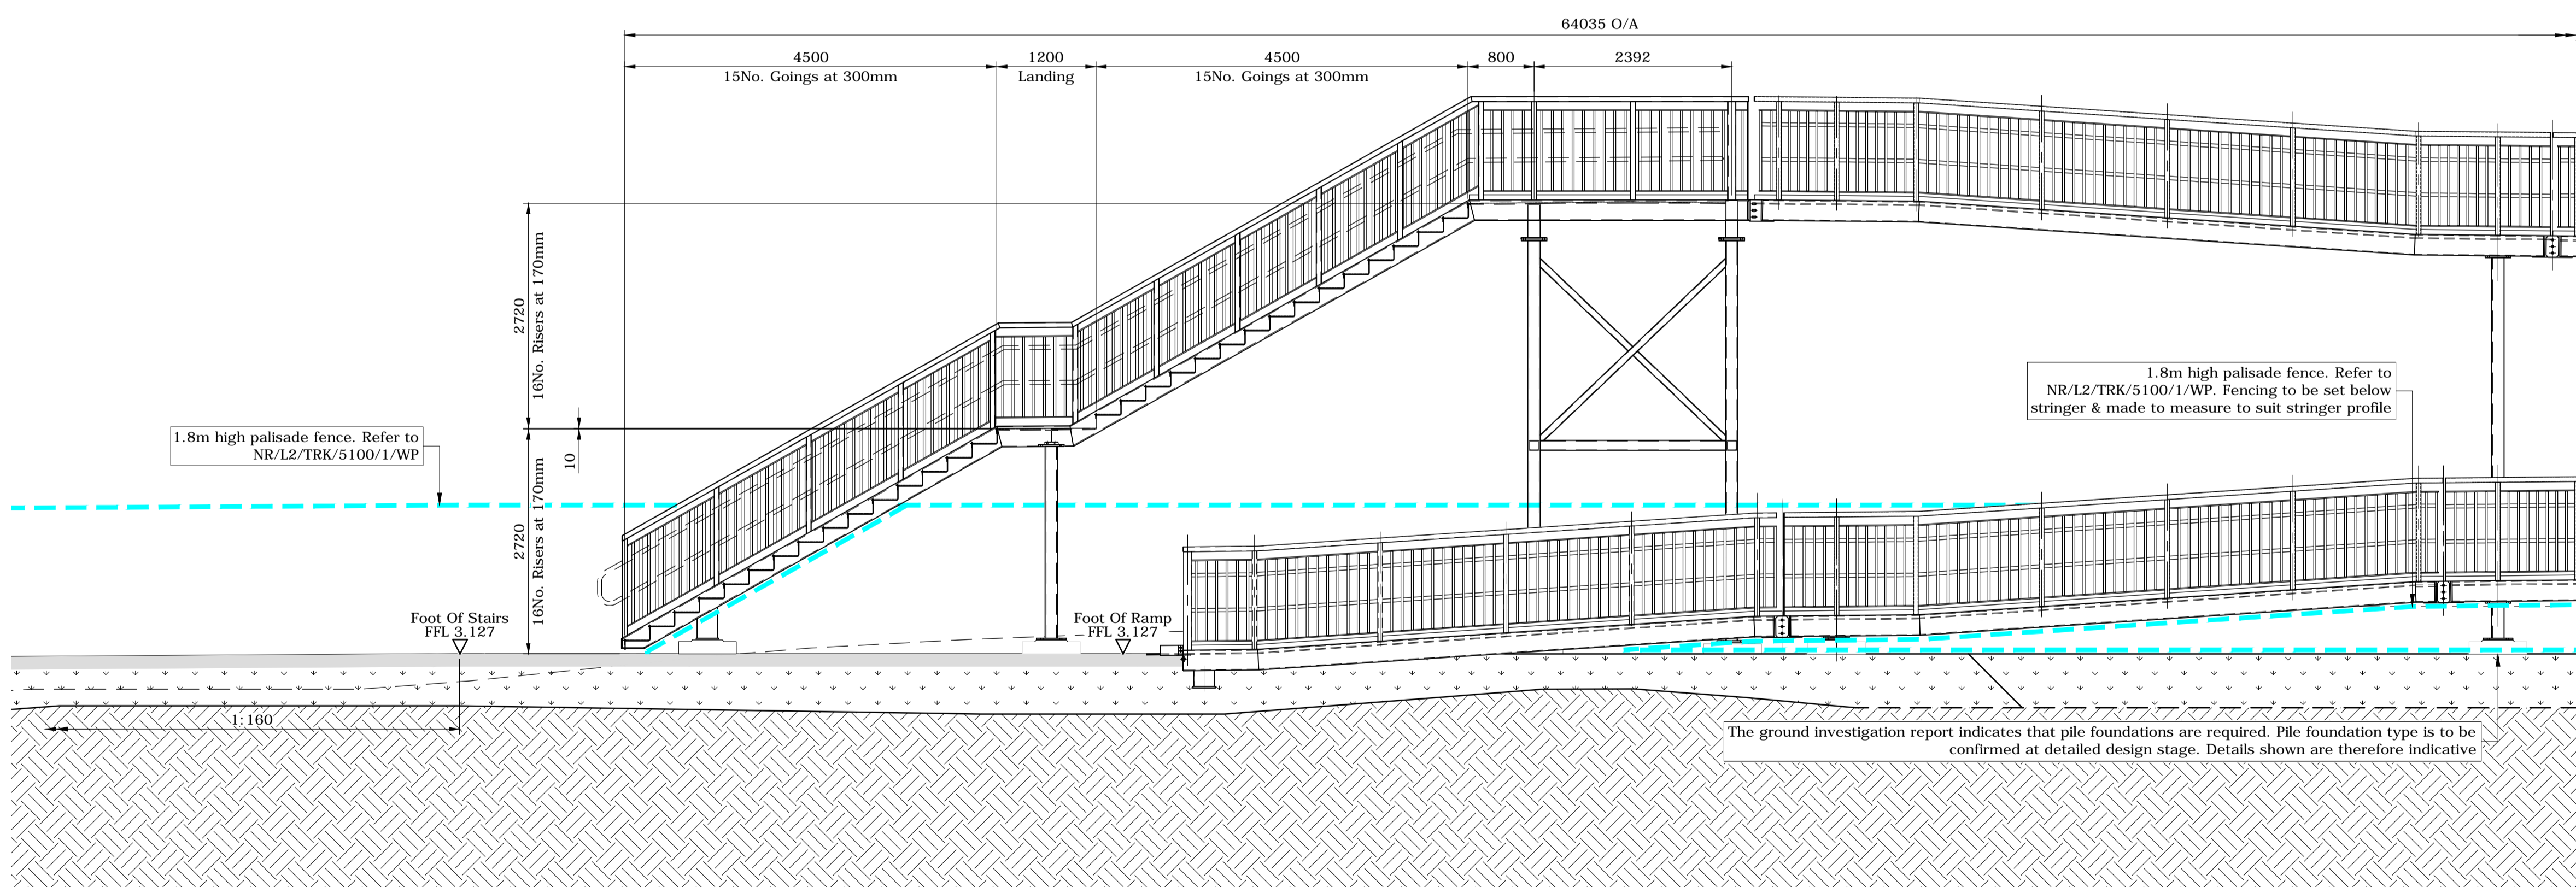 64035 O/A
4500
15No. Goings at 300mm
1200
Landing
4500
15No. Goings at 300mm
800
2392
2720
16No. Risers at 170mm
10
2720
16No. Risers at 170mm
1.8m high palisade fence. Refer to
NR/L2/TRK/5100/1/WP
1.8m high palisade fence. Refer to
NR/L2/TRK/5100/1/WP. Fencing to be set below
stringer & made to measure to suit stringer profile
Foot Of Stairs
FFL 3.127
Foot Of Ramp
FFL 3.127
1:160
The ground investigation report indicates that pile foundations are required. Pile foundation type is to be
confirmed at detailed design stage. Details shown are therefore indicative